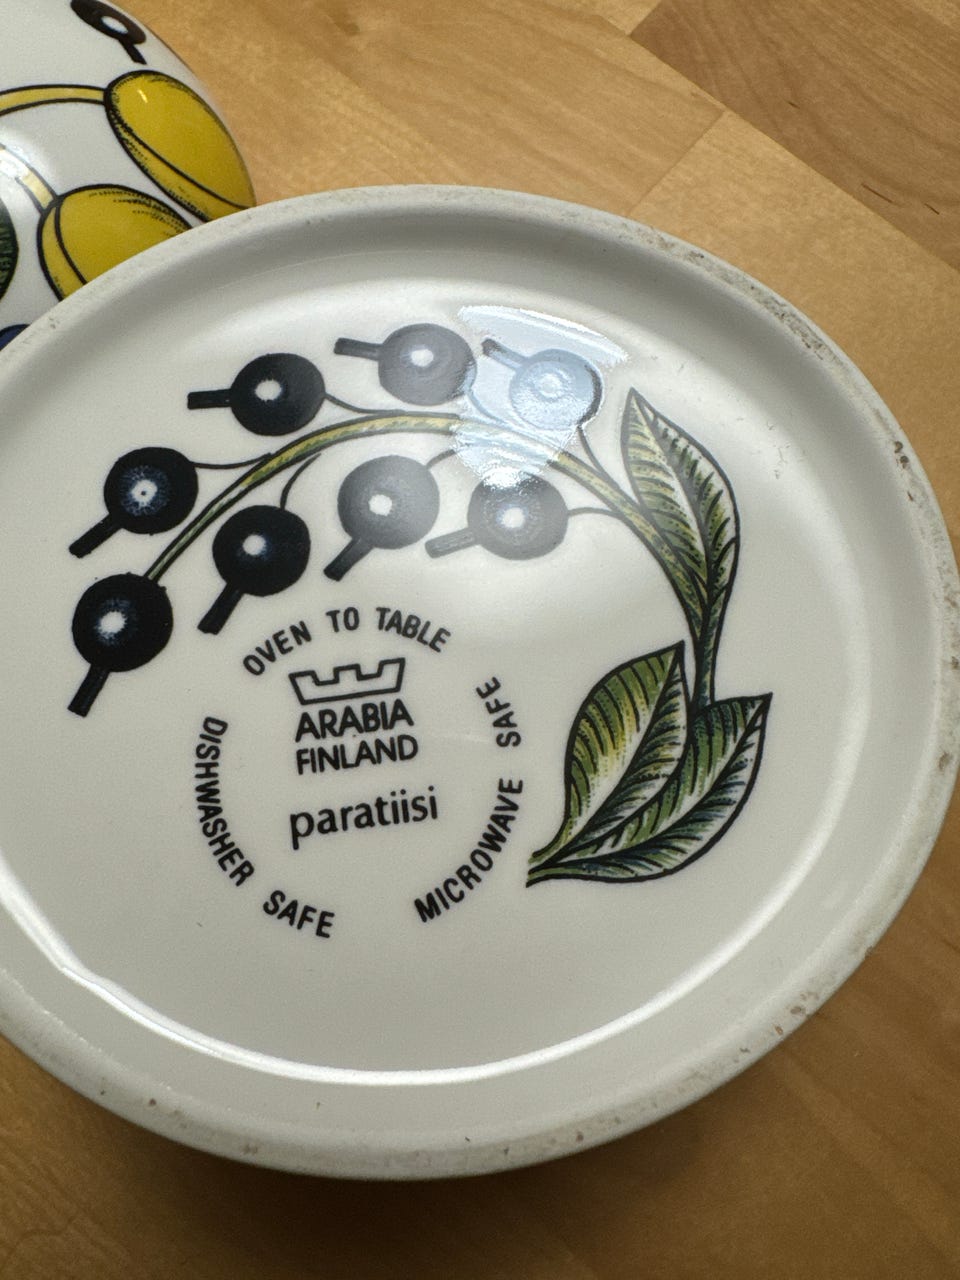 OVEN TO TABLE
ARABIA
FINLAND
paratiisi
DISHWASHER SAFE
MICROWAVE SAFE